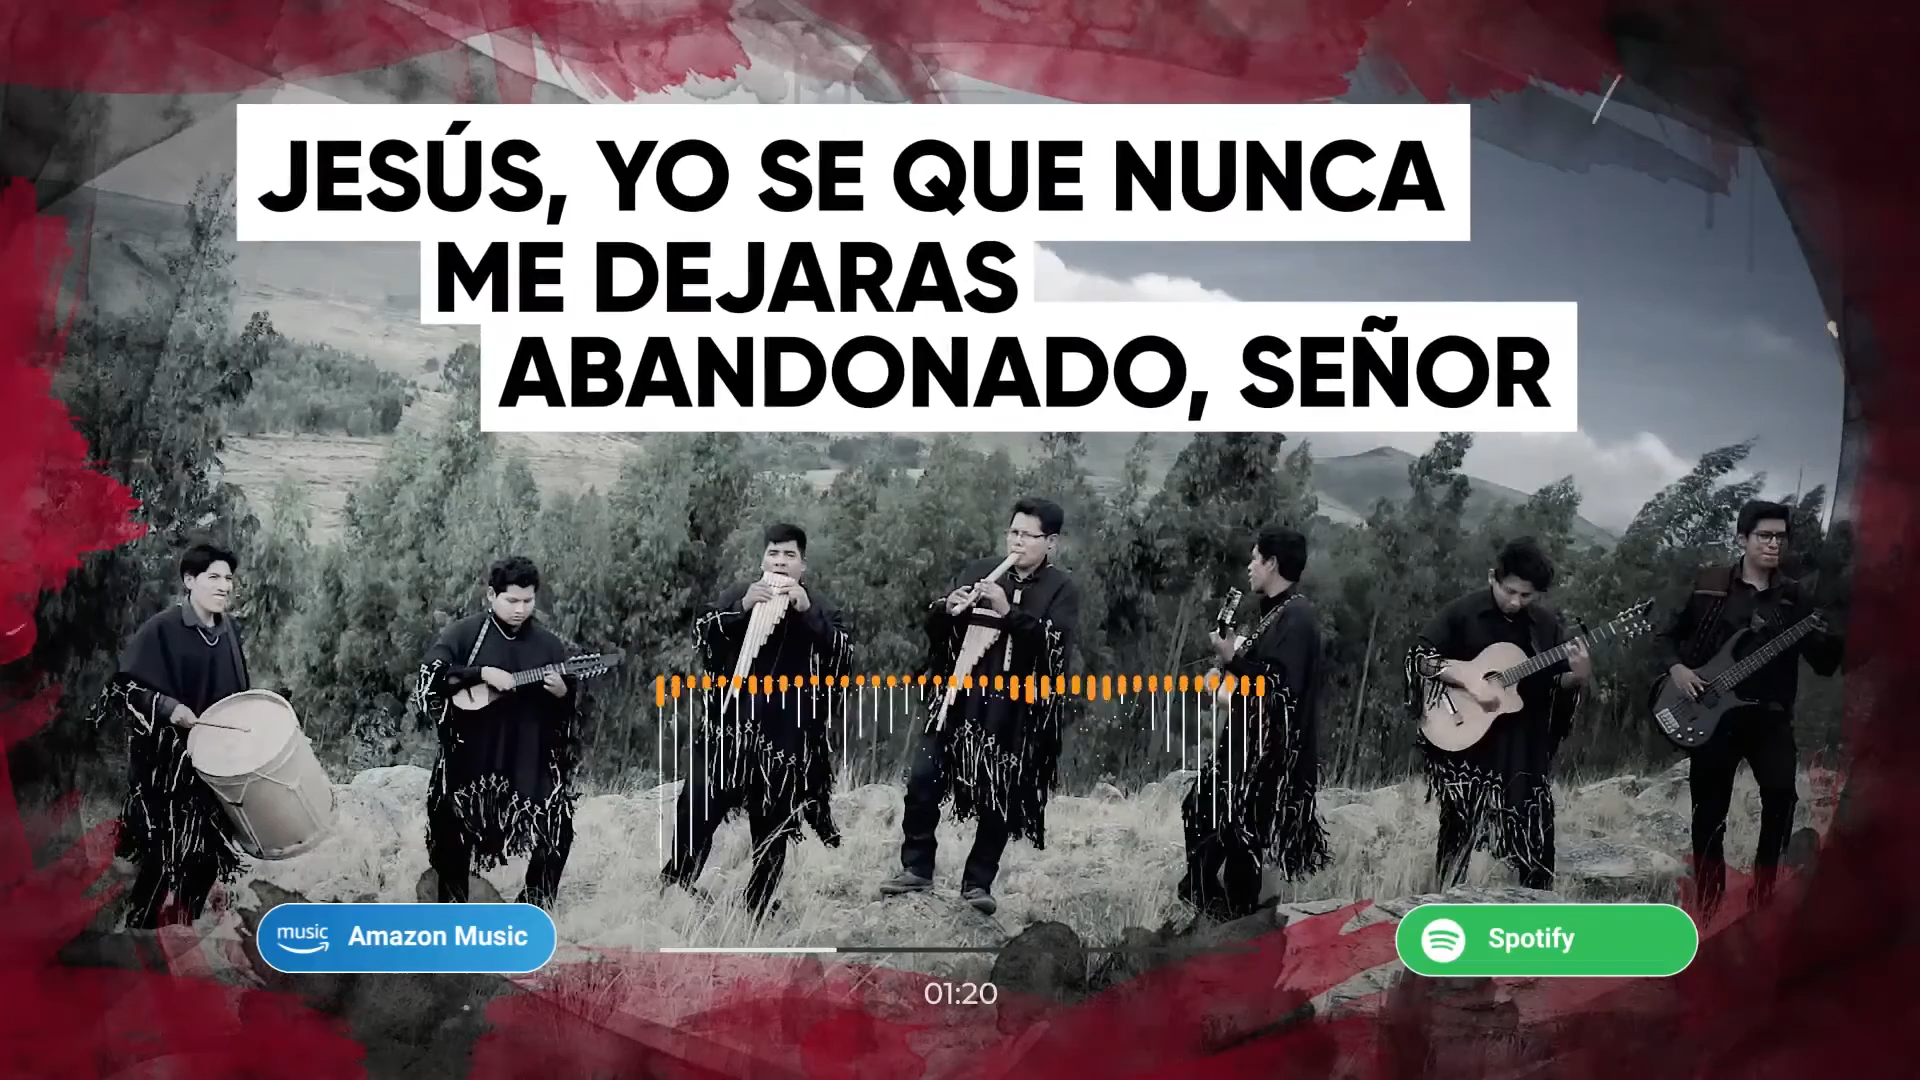 JESÚS, YO SE QUE NUNCA
ME DEJARAS
ABANDONADO, SEÑOR
music Amazon Music
Spotify
01:20